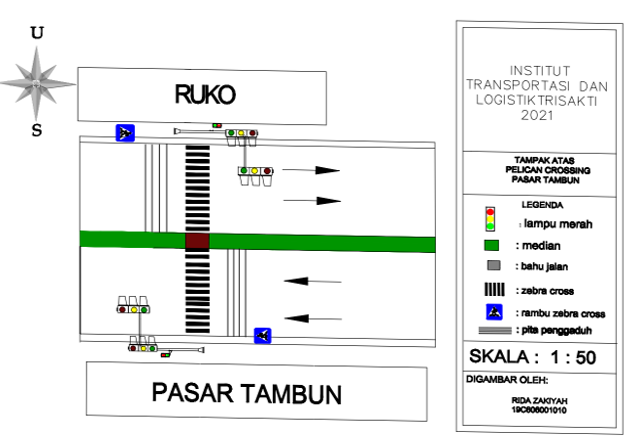 U
S
RUKO
PASAR TAMBUN
INSTITUT
TRANSPORTASI DAN
LOGISTIKTRISAKTI
2021
TAMPAK ATAS
PELICAN CROSSING
PASAR TAMBUN
LEGENDA
: lampu merah
: median
: bahu jalan
: zebra cross
: rambu zebra cross
: pita penggaduh
SKALA : 1 : 50
DIGAMBAR OLEH:
RIDA ZAKIYAH
19C606001010